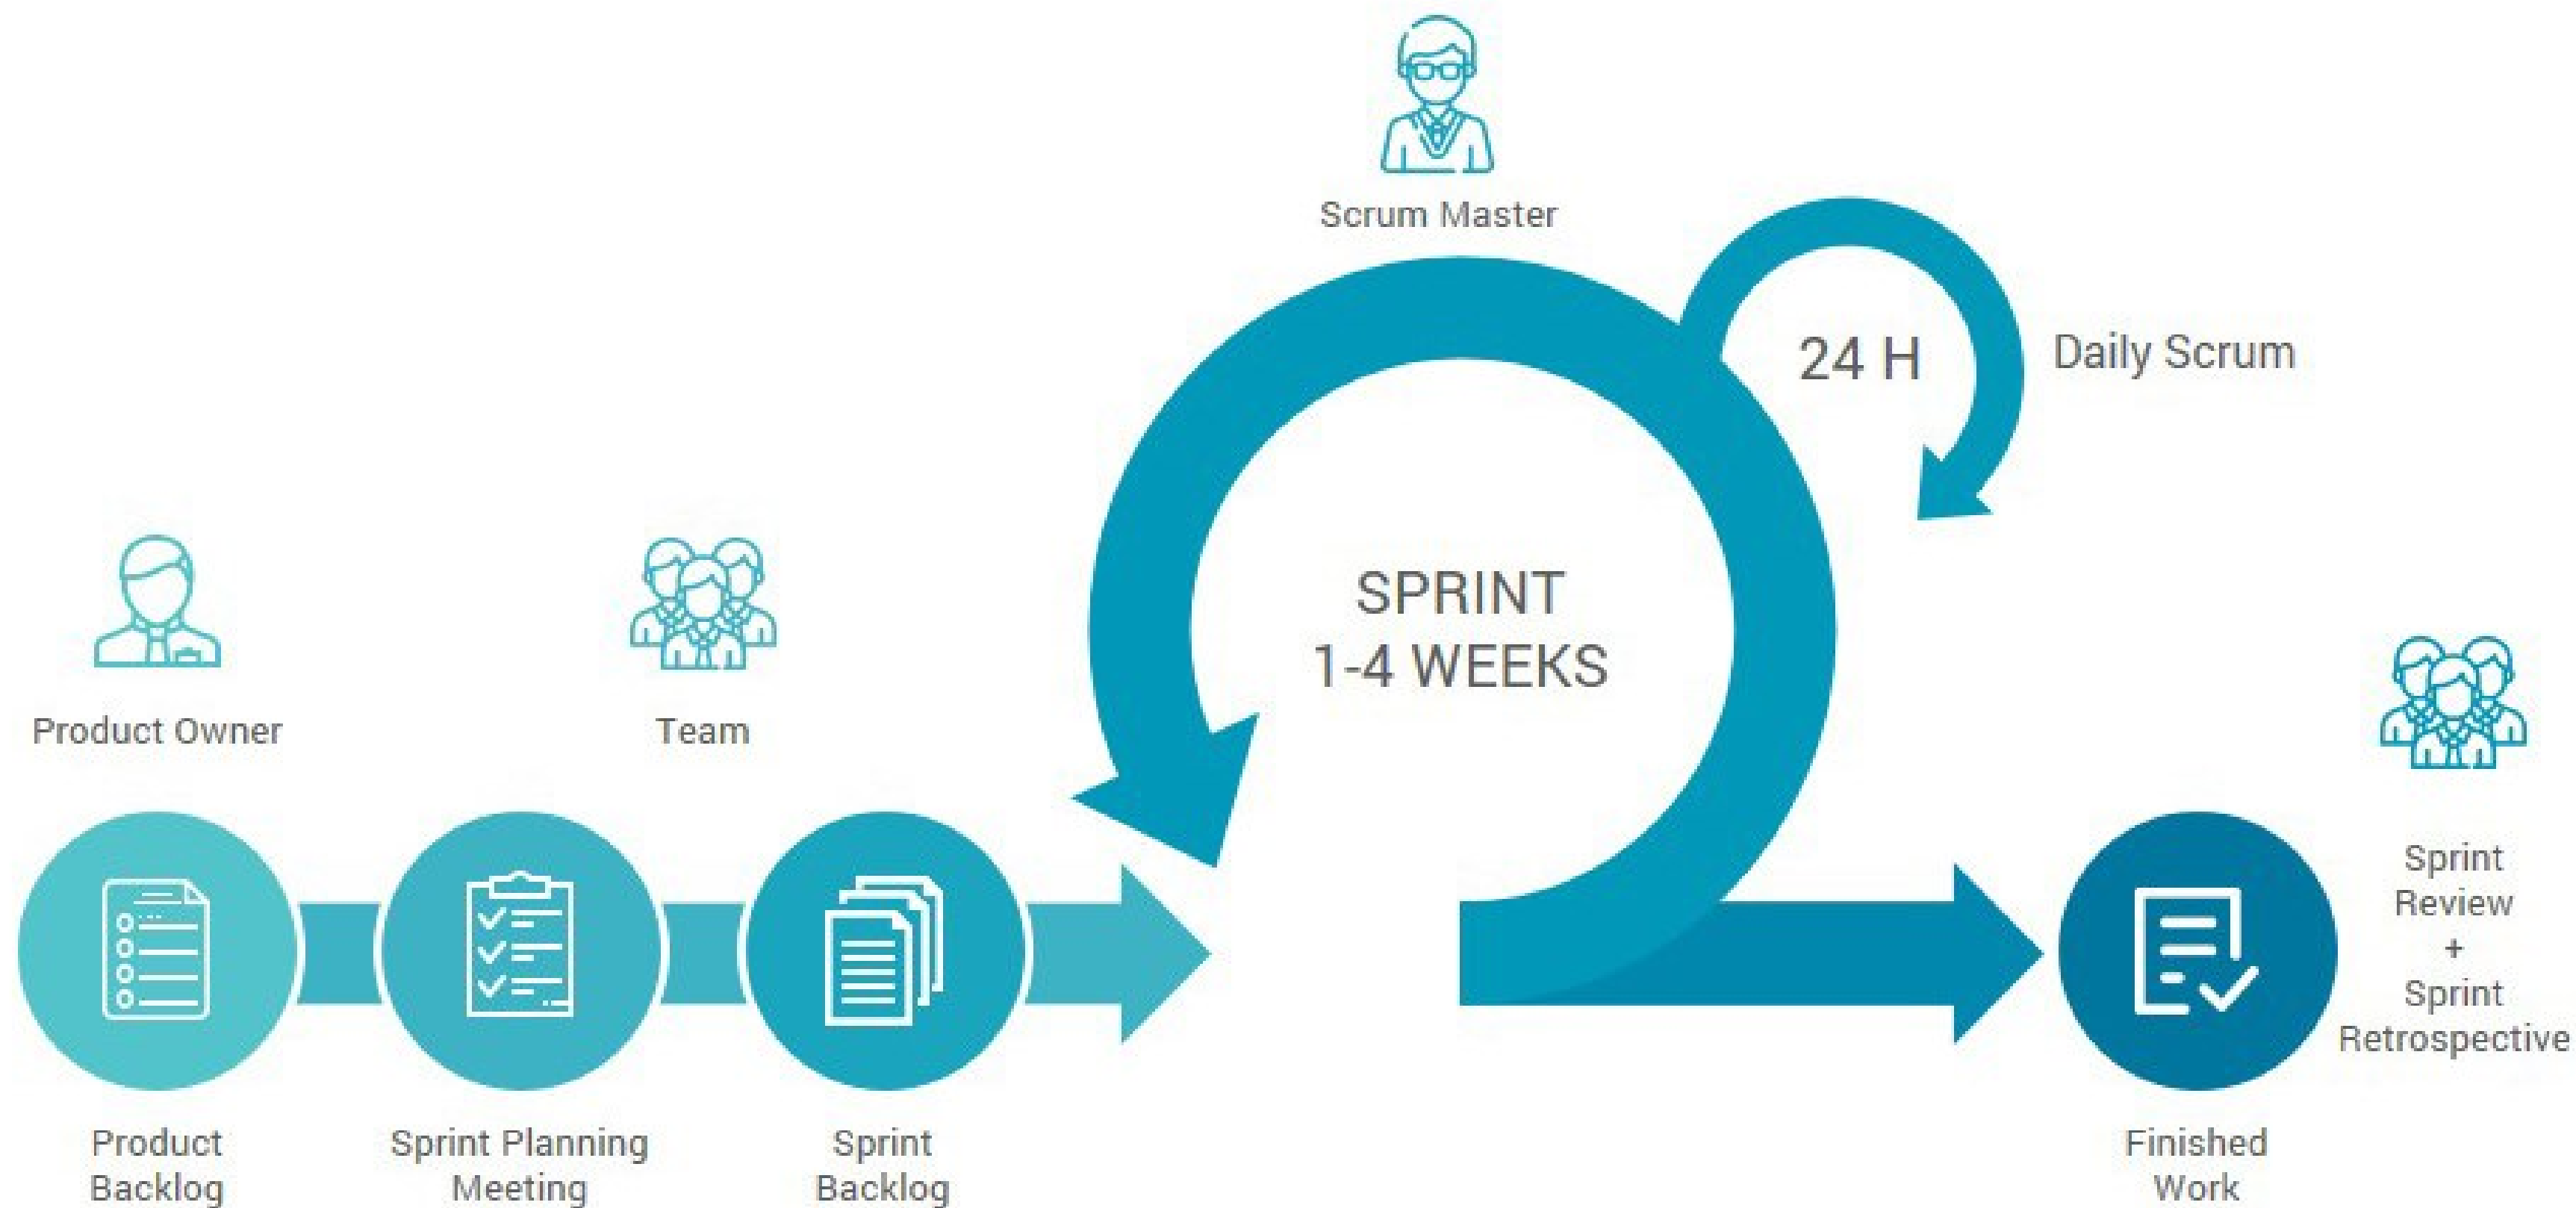 Scrum Master
24 H
Daily Scrum
SPRINT
1-4 WEEKS
Product Owner
Team
Sprint
Review
+
Sprint
Retrospective
Product
Backlog
Sprint Planning
Meeting
Sprint
Backlog
Finished
Work